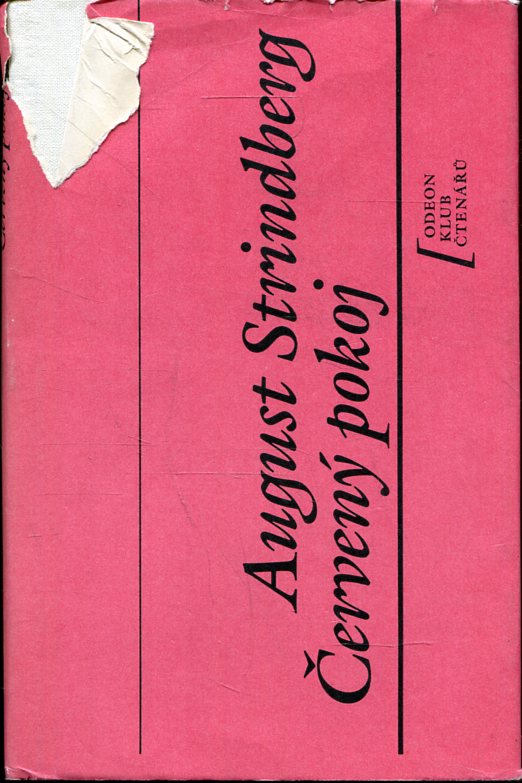 August Strindberg
Červený pokoj
[ODEON
KLUB
ČTENÁŘŮ